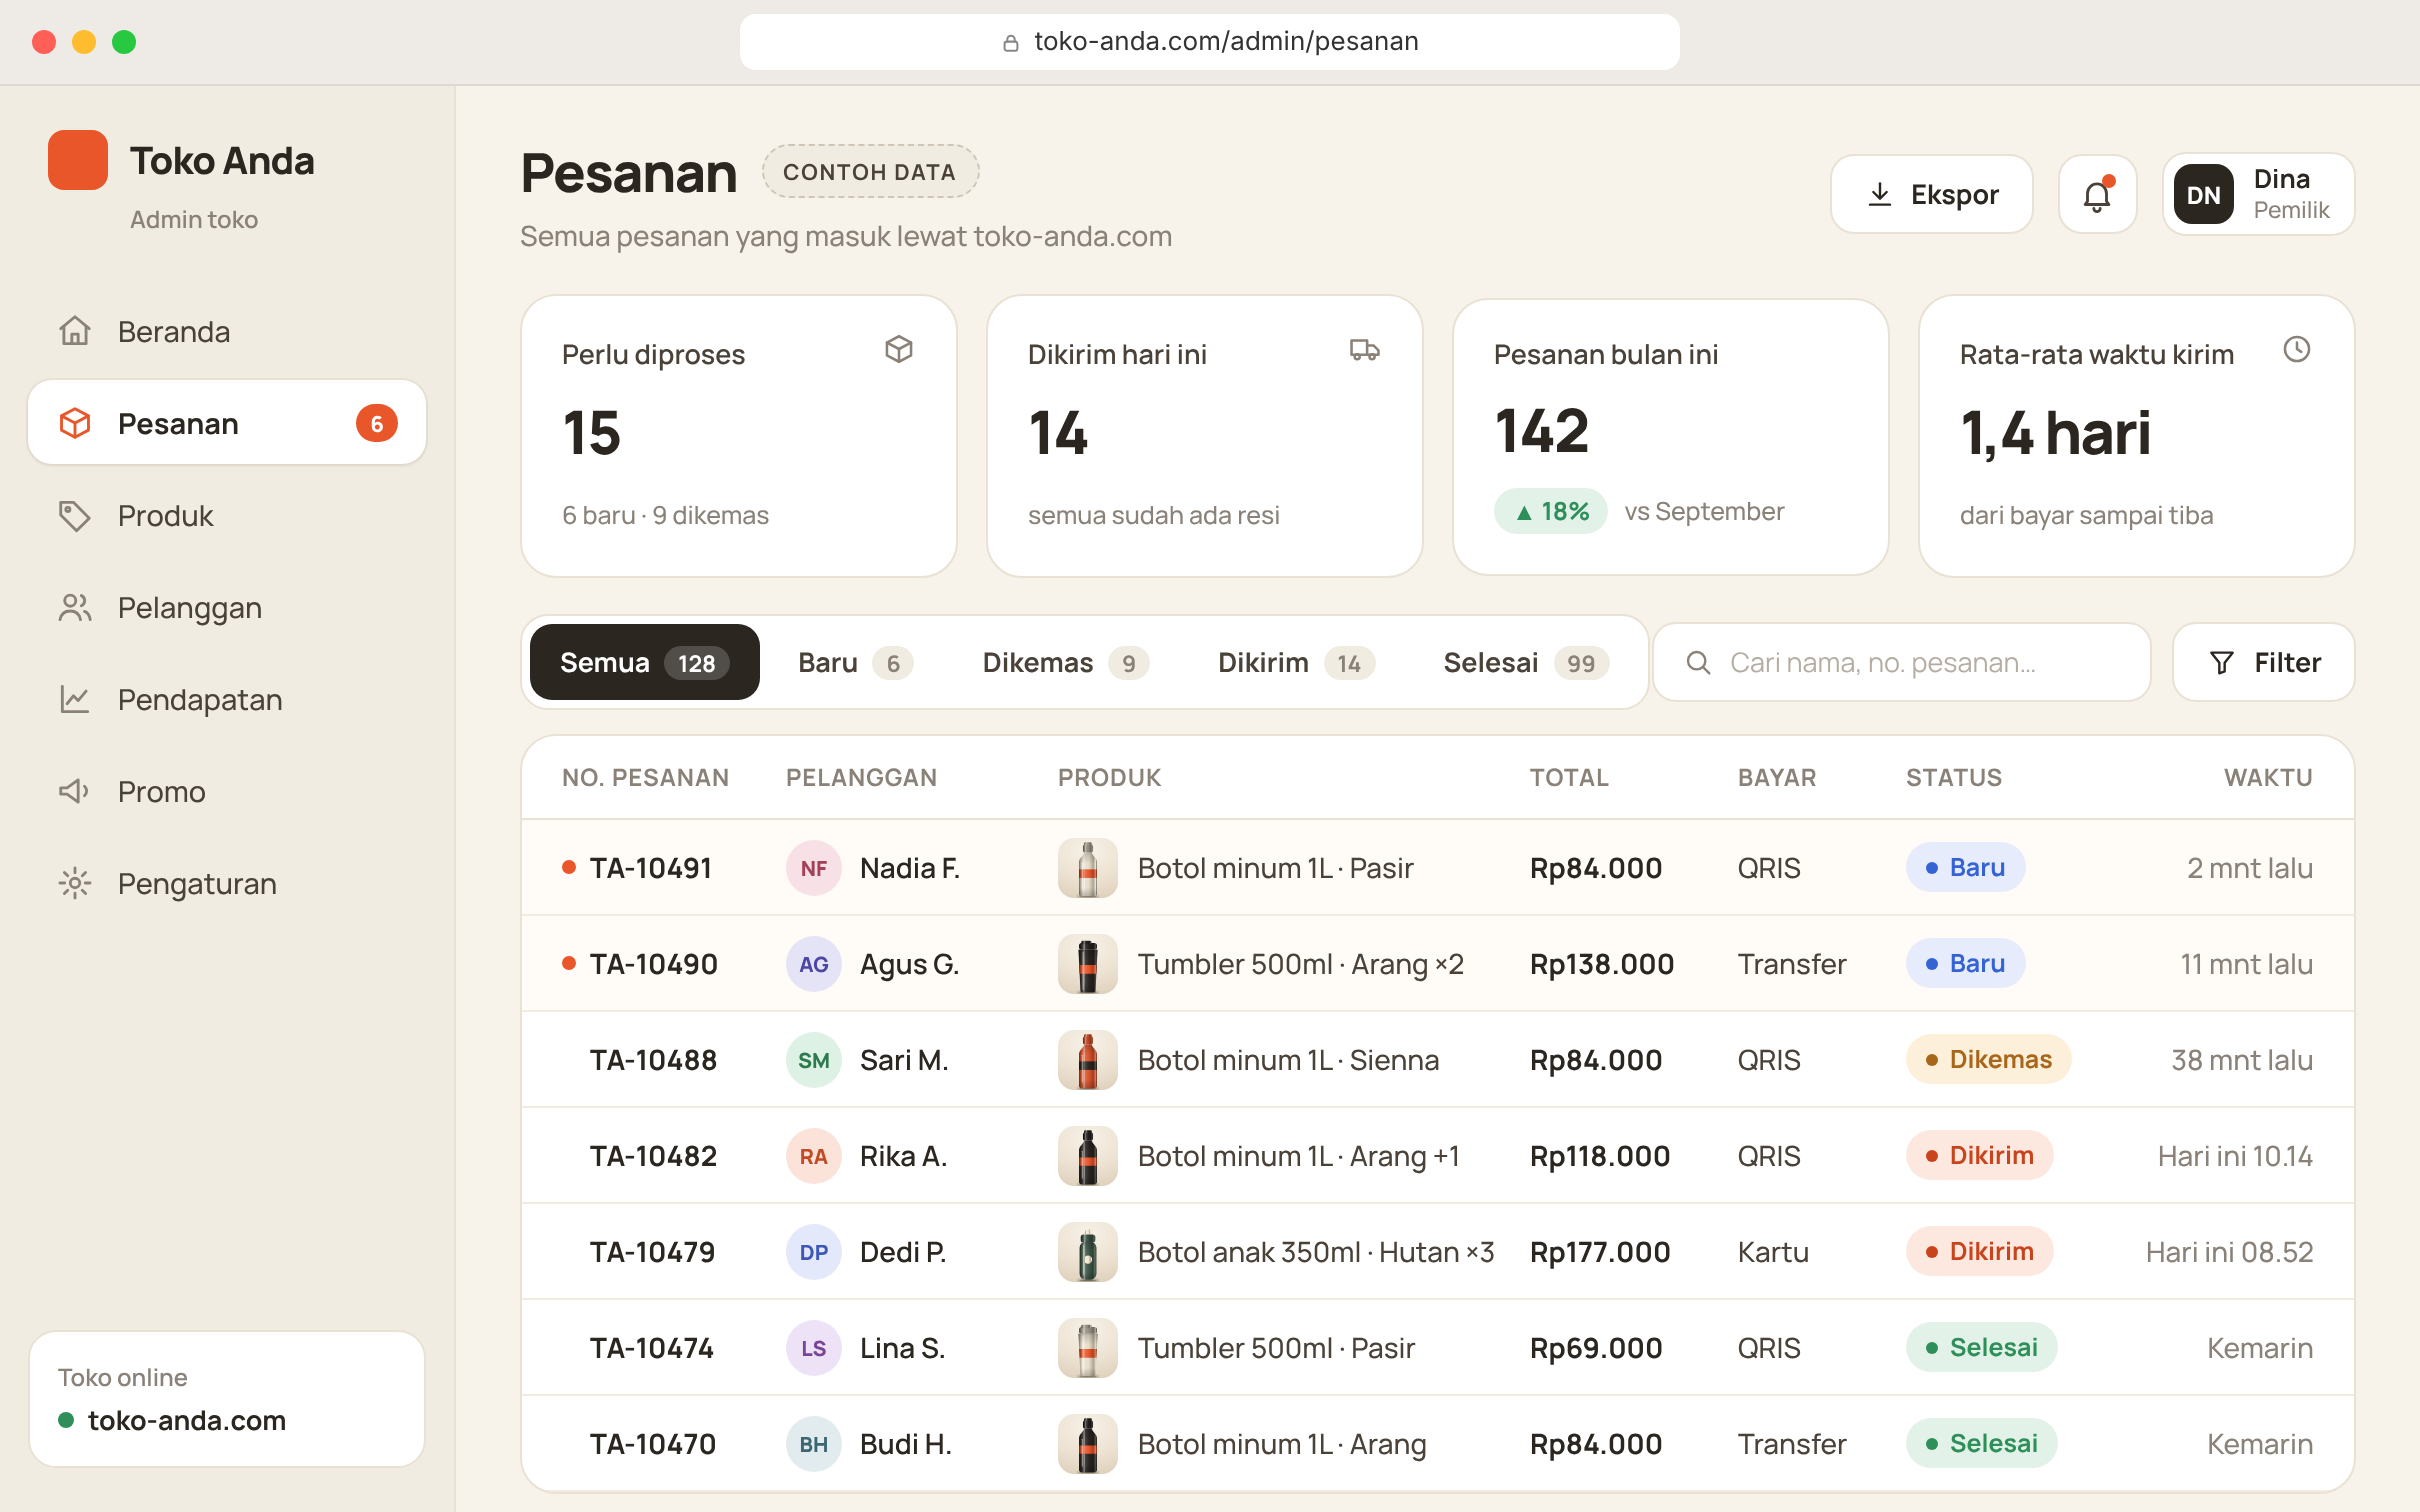 toko-anda.com/admin/pesanan
Toko Anda
Admin toko
Beranda
Pesanan 6
Produk
Pelanggan
Pendapatan
Promo
Pengaturan
Toko online
toko-anda.com
Pesanan CONTOH DATA
Semua pesanan yang masuk lewat toko-anda.com
Ekspor
DN Dina
Pemilik
Perlu diproses
15
6 baru · 9 dikemas
Dikirim hari ini
14
semua sudah ada resi
Pesanan bulan ini
142
▲ 18% vs September
Rata-rata waktu kirim
1,4 hari
dari bayar sampai tiba
Semua 128 Baru 6 Dikemas 9 Dikirim 14 Selesai 99 Cari nama, no. pesanan... Filter
NO. PESANAN PELANGGAN PRODUK TOTAL BAYAR STATUS WAKTU
TA-10491 NF Nadia F. Botol minum 1L · Pasir Rp84.000 QRIS Baru 2 mnt lalu
TA-10490 AG Agus G. Tumbler 500ml · Arang ×2 Rp138.000 Transfer Baru 11 mnt lalu
TA-10488 SM Sari M. Botol minum 1L · Sienna Rp84.000 QRIS Dikemas 38 mnt lalu
TA-10482 RA Rika A. Botol minum 1L · Arang +1 Rp118.000 QRIS Dikirim Hari ini 10.14
TA-10479 DP Dedi P. Botol anak 350ml · Hutan ×3 Rp177.000 Kartu Dikirim Hari ini 08.52
TA-10474 LS Lina S. Tumbler 500ml · Pasir Rp69.000 QRIS Selesai Kemarin
TA-10470 BH Budi H. Botol minum 1L · Arang Rp84.000 Transfer Selesai Kemarin